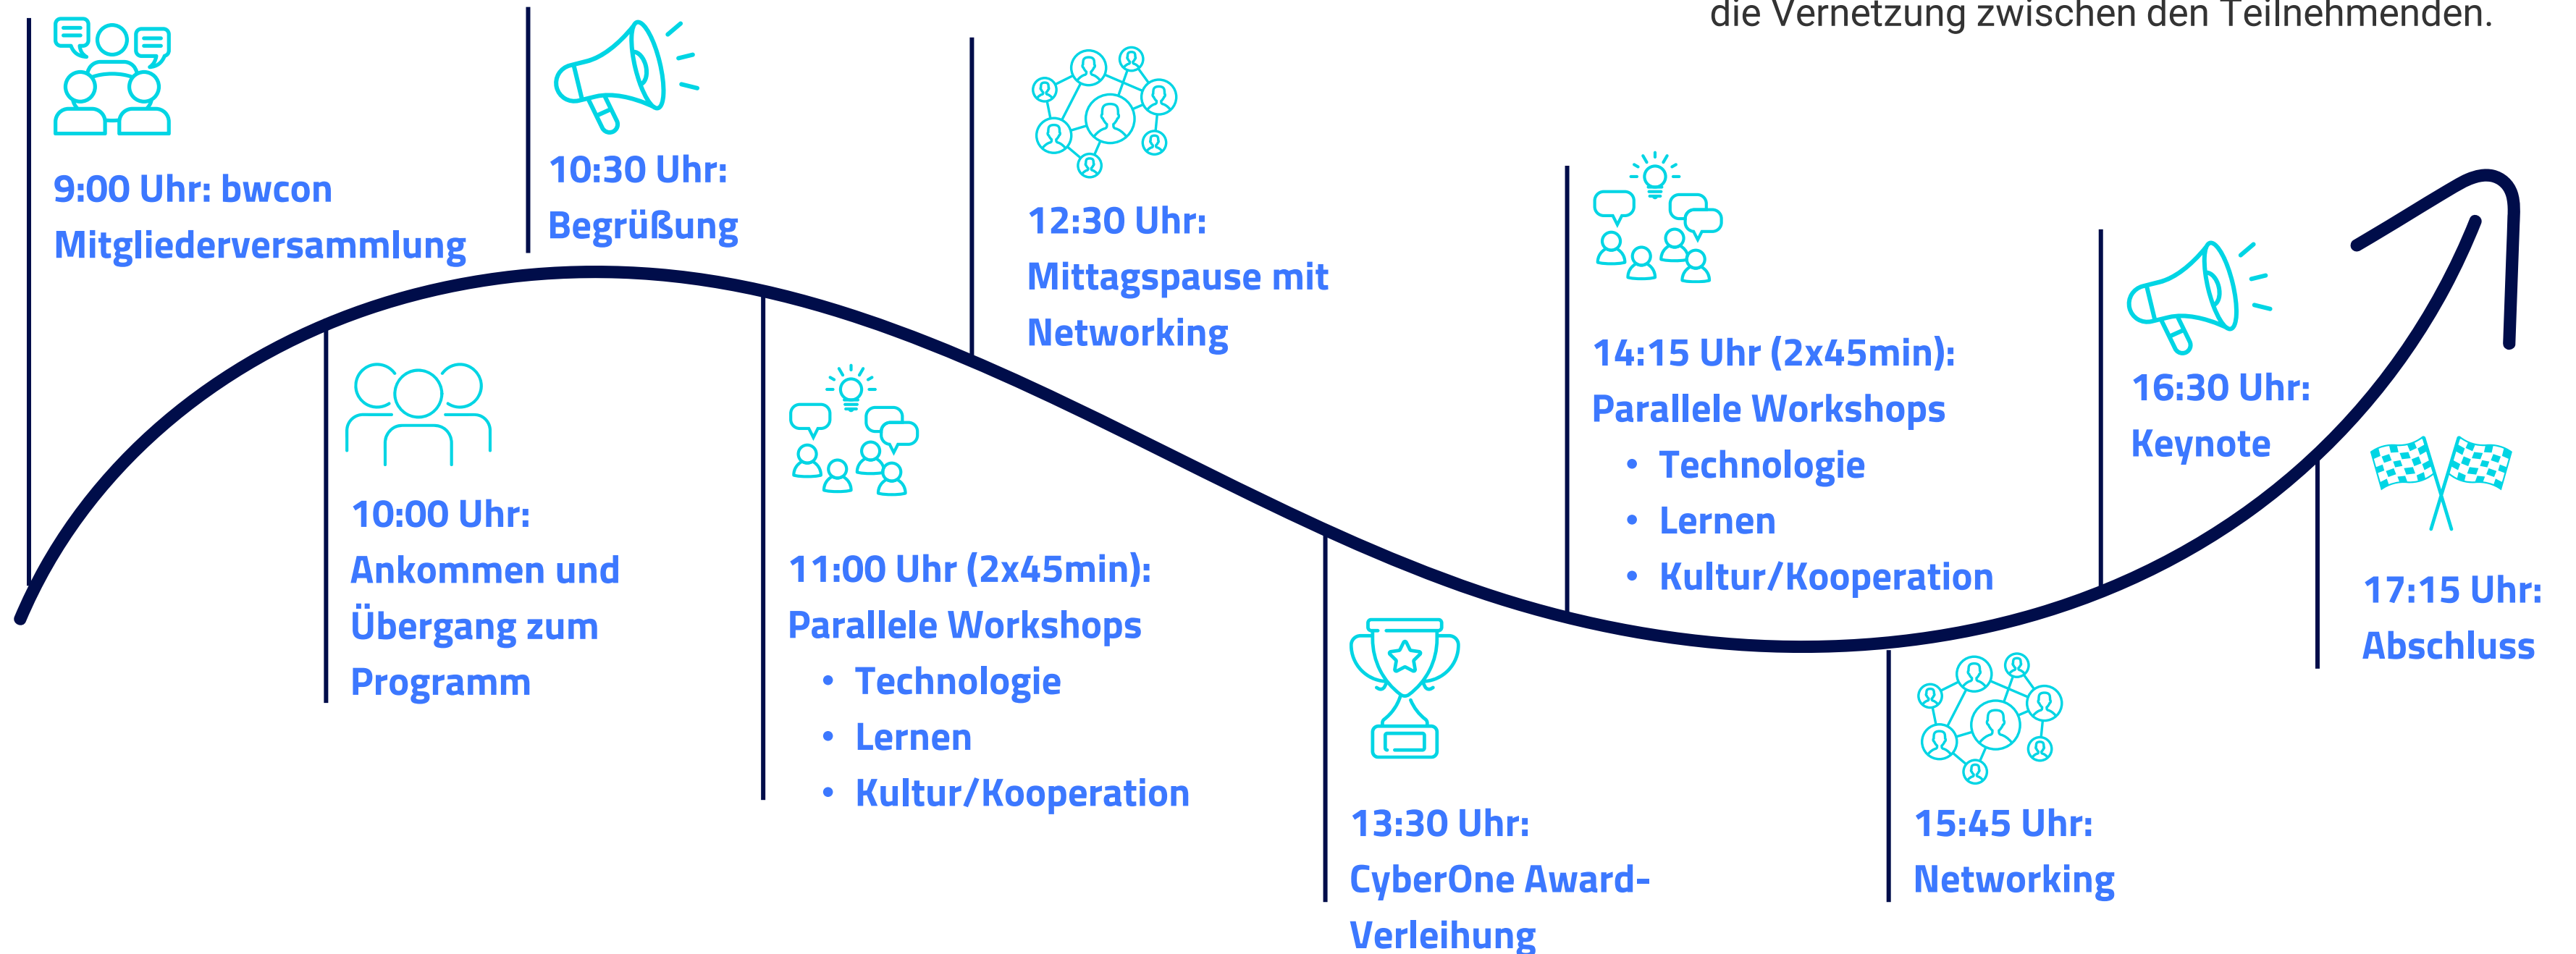 die Vernetzung zwischen den Teilnehmenden.
9:00 Uhr: bwcon
Mitgliederversammlung
10:00 Uhr:
Ankommen und
Übergang zum
Programm
10:30 Uhr:
Begrüßung
11:00 Uhr (2x45min):
Parallele Workshops
• Technologie
• Lernen
• Kultur/Kooperation
12:30 Uhr:
Mittagspause mit
Networking
13:30 Uhr:
CyberOne Award-
Verleihung
14:15 Uhr (2x45min):
Parallele Workshops
• Technologie
• Lernen
• Kultur/Kooperation
15:45 Uhr:
Networking
16:30 Uhr:
Keynote
17:15 Uhr:
Abschluss